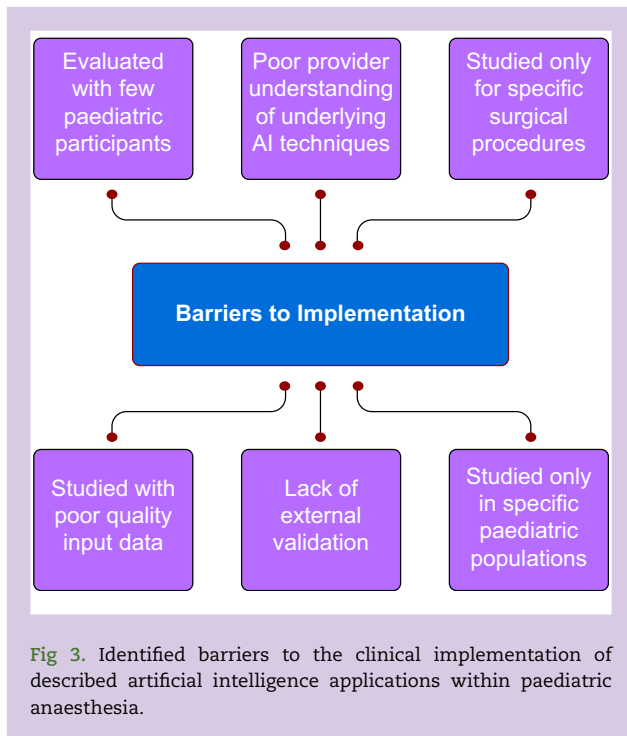 Evaluated
with few
paediatric
participants
Poor provider
understanding
of underlying
AI techniques
Studied only
for specific
surgical
procedures
Barriers to Implementation
Studied with
poor quality
input data
Lack of
external
validation
Studied only
in specific
paediatric
populations
Fig 3. Identified barriers to the clinical implementation of
described artificial intelligence applications within paediatric
anaesthesia.